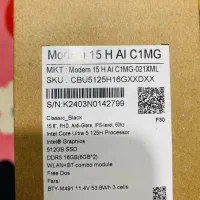 Modern 15 H AI C1MG
MKT : Modern 15 H AI C1MG-021XML
SKU : CBU5125H16GXXDXX
S/N:K2403N0142799
Classic_Black
F30
15.6", FHD, Anti-Glare, IPS-level, 60hz
Intel Core Ultra 5 125H Processor
Intel® Graphics
512GB SSD
DDR5 16GB(8GB*2)
WLAN+BT combo module
Free Dos
Para:
BTY-M491 11.4V 53.8Wh 3 cells